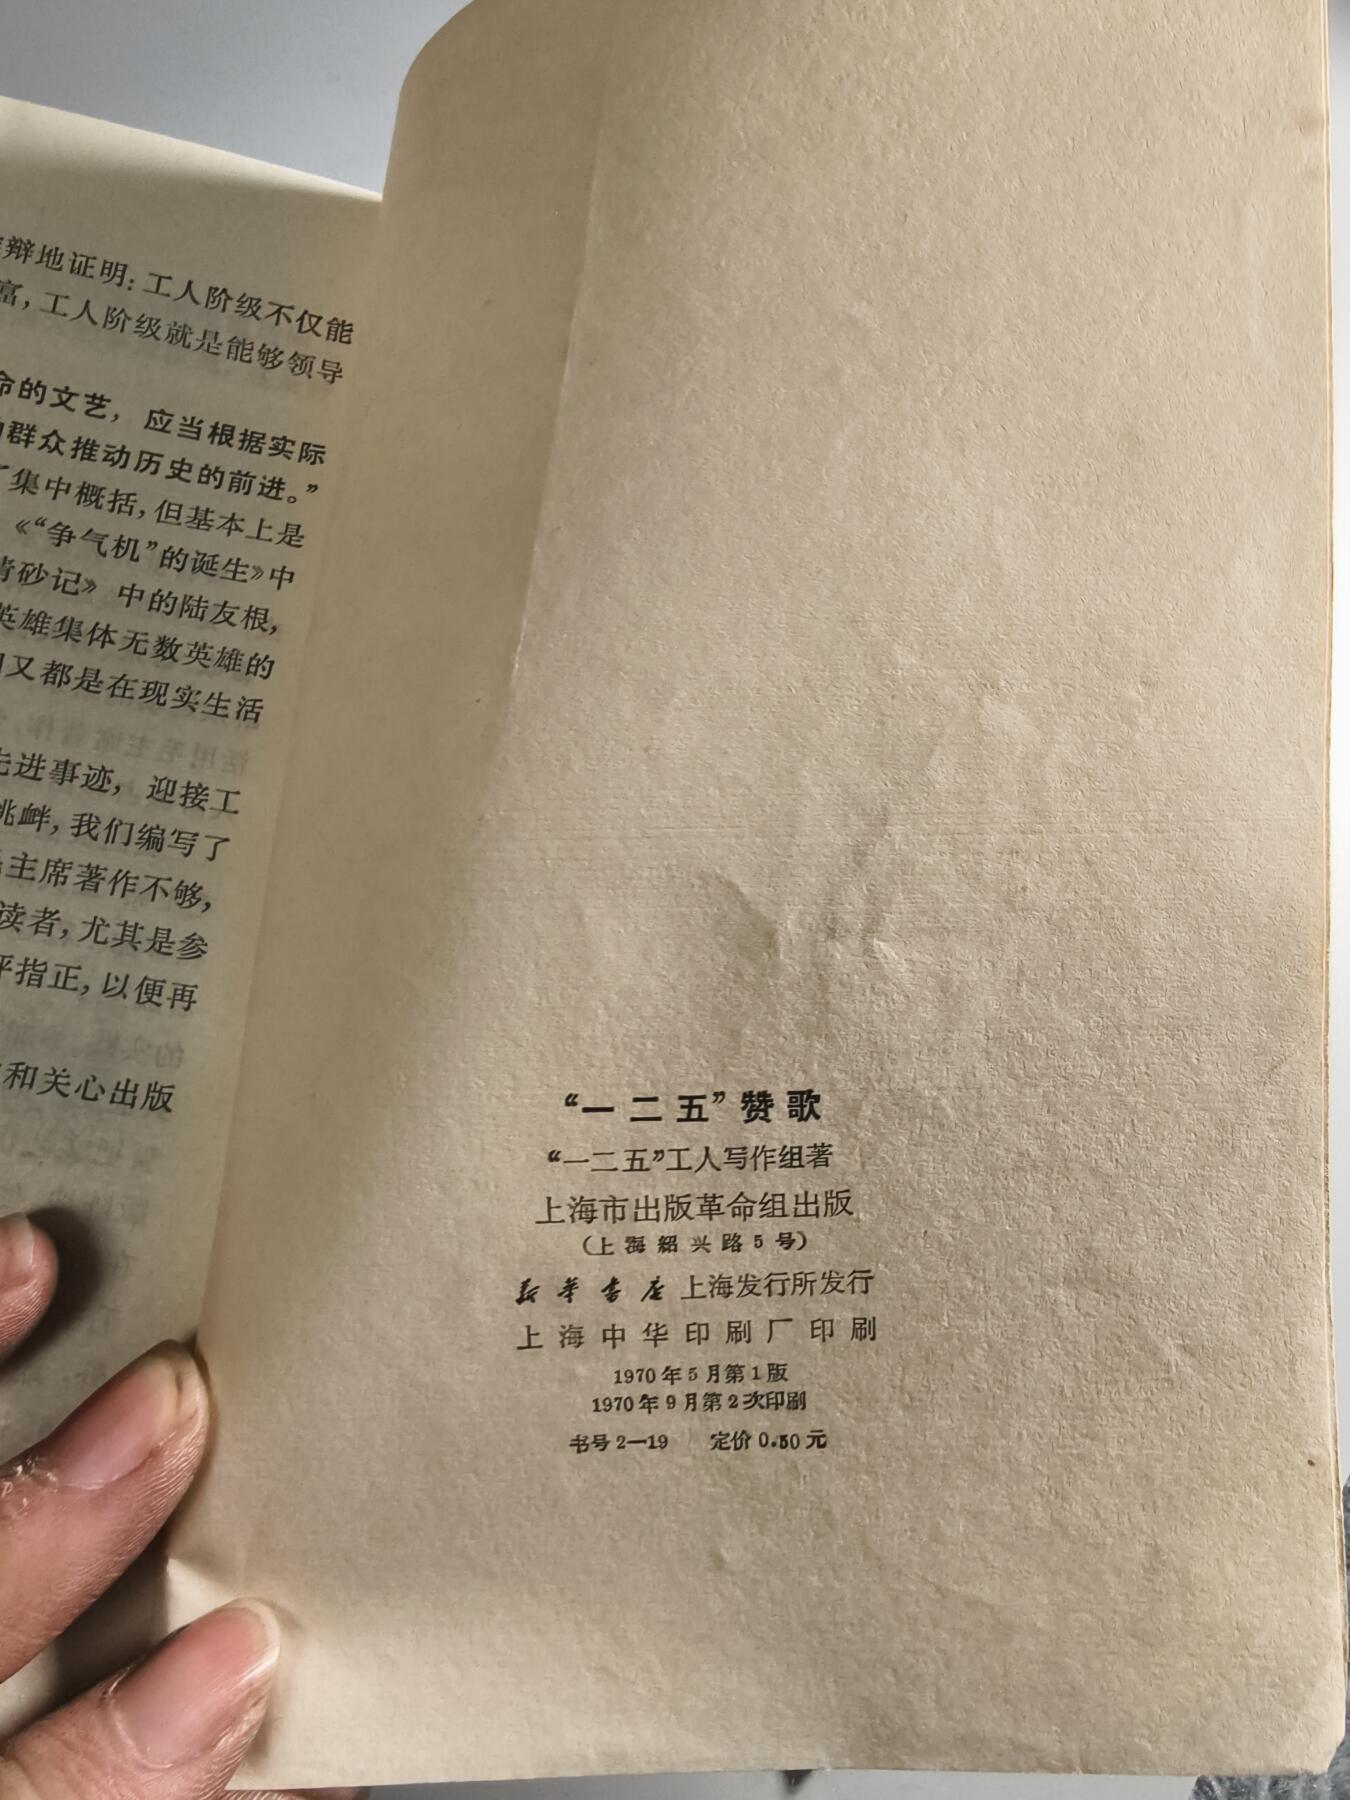 辩地证明：工人阶级不仅能
富，工人阶级就是能够领导
命的文艺，应当根据实际
群众推动历史的前进。”
了集中概括，但基本上是
《“争气机”的诞生》中
砂记》中的陆友根，
英雄集体无数英雄的
又都是在现实生活
先进事迹，迎接工
挑衅，我们编写了
主席著作不够，
读者，尤其是参
评指正，以便再
和关心出版
“一二五”赞歌
“一二五”工人写作组著
上海市出版革命组出版
（上海绍兴路5号）
新华书店上海发行所发行
上海中华印刷厂印刷
1970年5月第1版
1970年9月第2次印刷
书号2—19 定价0.50元